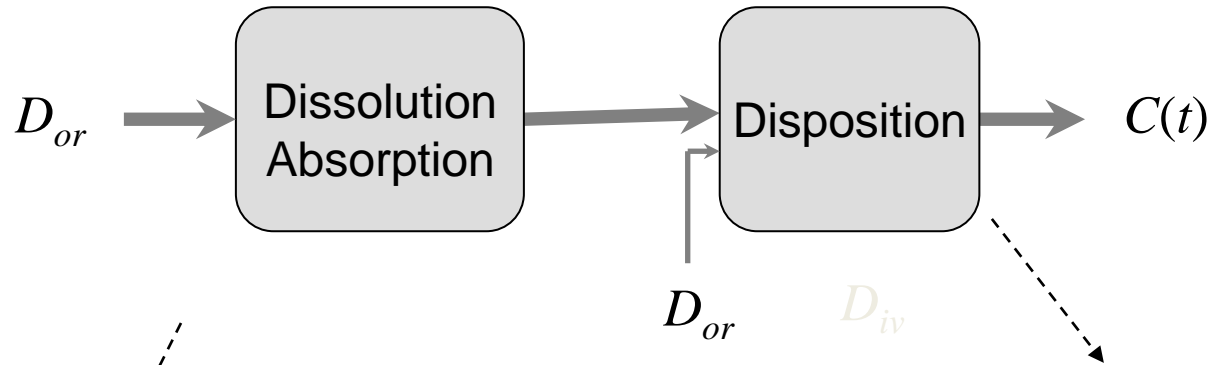 D_or
Dissolution
Absorption
Disposition
C(t)
D_or
D_iv